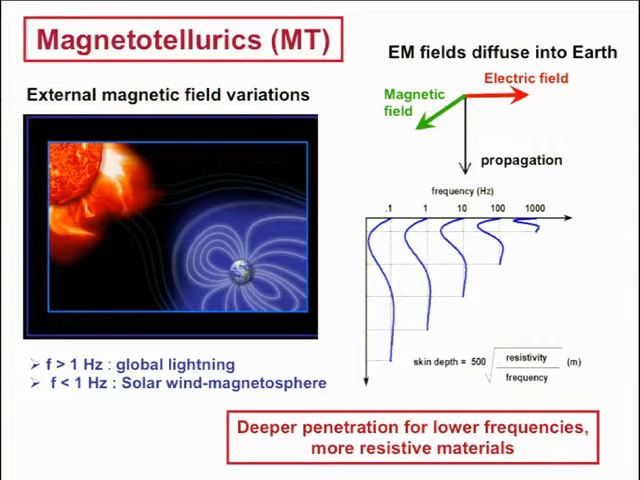 Magnetotellurics (MT)
External magnetic field variations
➢ f > 1 Hz : global lightning
➢ f < 1 Hz : Solar wind-magnetosphere
EM fields diffuse into Earth
Electric field
Magnetic
field
propagation
frequency (Hz)
.1 1 10 100 1000
skin depth = 500 √ resistivity (m)
frequency
Deeper penetration for lower frequencies,
more resistive materials